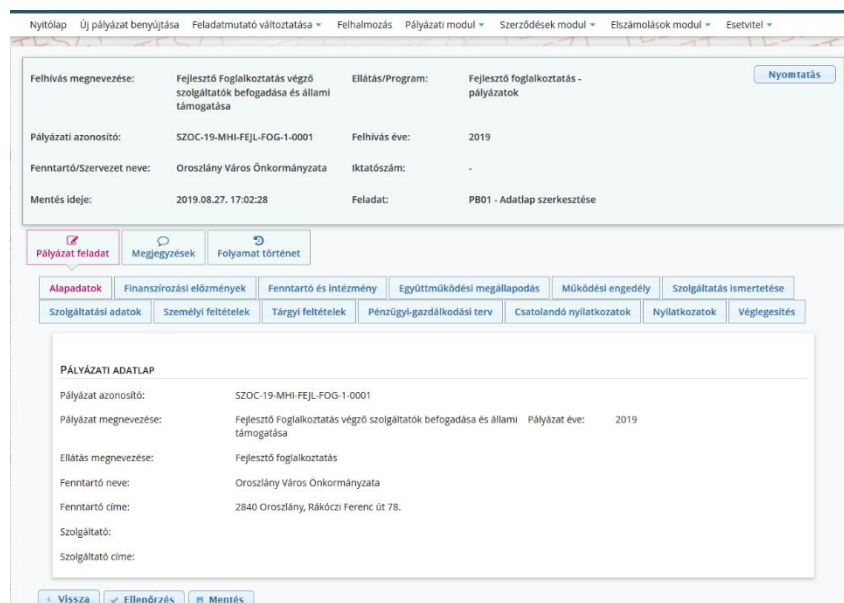 Nyitólap Új pályázat benyújtása Feladatmutató változtatása Felhalmozás Pályázati modul Szerződések modul Elszámolások modul Esetvitel
Felhívás megnevezése: Fejlesztő Foglalkoztatás végző szolgáltatók befogadása és állami támogatása Ellátás/Program: Fejlesztő foglalkoztatás - pályázatok Nyomtatás
Pályázati azonosító: SZOC-19-MHI-FEJL-FOG-1-0001 Felhívás éve: 2019
Fenntartó/Szervezet neve: Oroszlány Város Önkormányzata Iktatószám: -
Mentés ideje: 2019.08.27. 17:02:28 Feladat: PB01 - Adatlap szerkesztése
Pályázat feladat Megjegyzések Folyamat történet
Alapadatok Finanszírozási előzmények Fenntartó és intézmény Együttműködési megállapodás Működési engedély Szolgáltatás ismertetése
Szolgáltatási adatok Személyi feltételek Tárgyi feltételek Pénzügyi-gazdálkodási terv Csatolandó nyilatkozatok Nyilatkozatok Véglegesítés
PÁLYÁZATI ADATLAP
Pályázat azonosító: SZOC-19-MHI-FEJL-FOG-1-0001
Pályázat megnevezése: Fejlesztő Foglalkoztatás végző szolgáltatók befogadása és állami támogatása Pályázat éve: 2019
Ellátás megnevezése: Fejlesztő foglalkoztatás
Fenntartó neve: Oroszlány Város Önkormányzata
Fenntartó címe: 2840 Oroszlány, Rákóczi Ferenc út 78.
Szolgáltató:
Szolgáltató címe:
Vissza Ellenőrzés Mentés